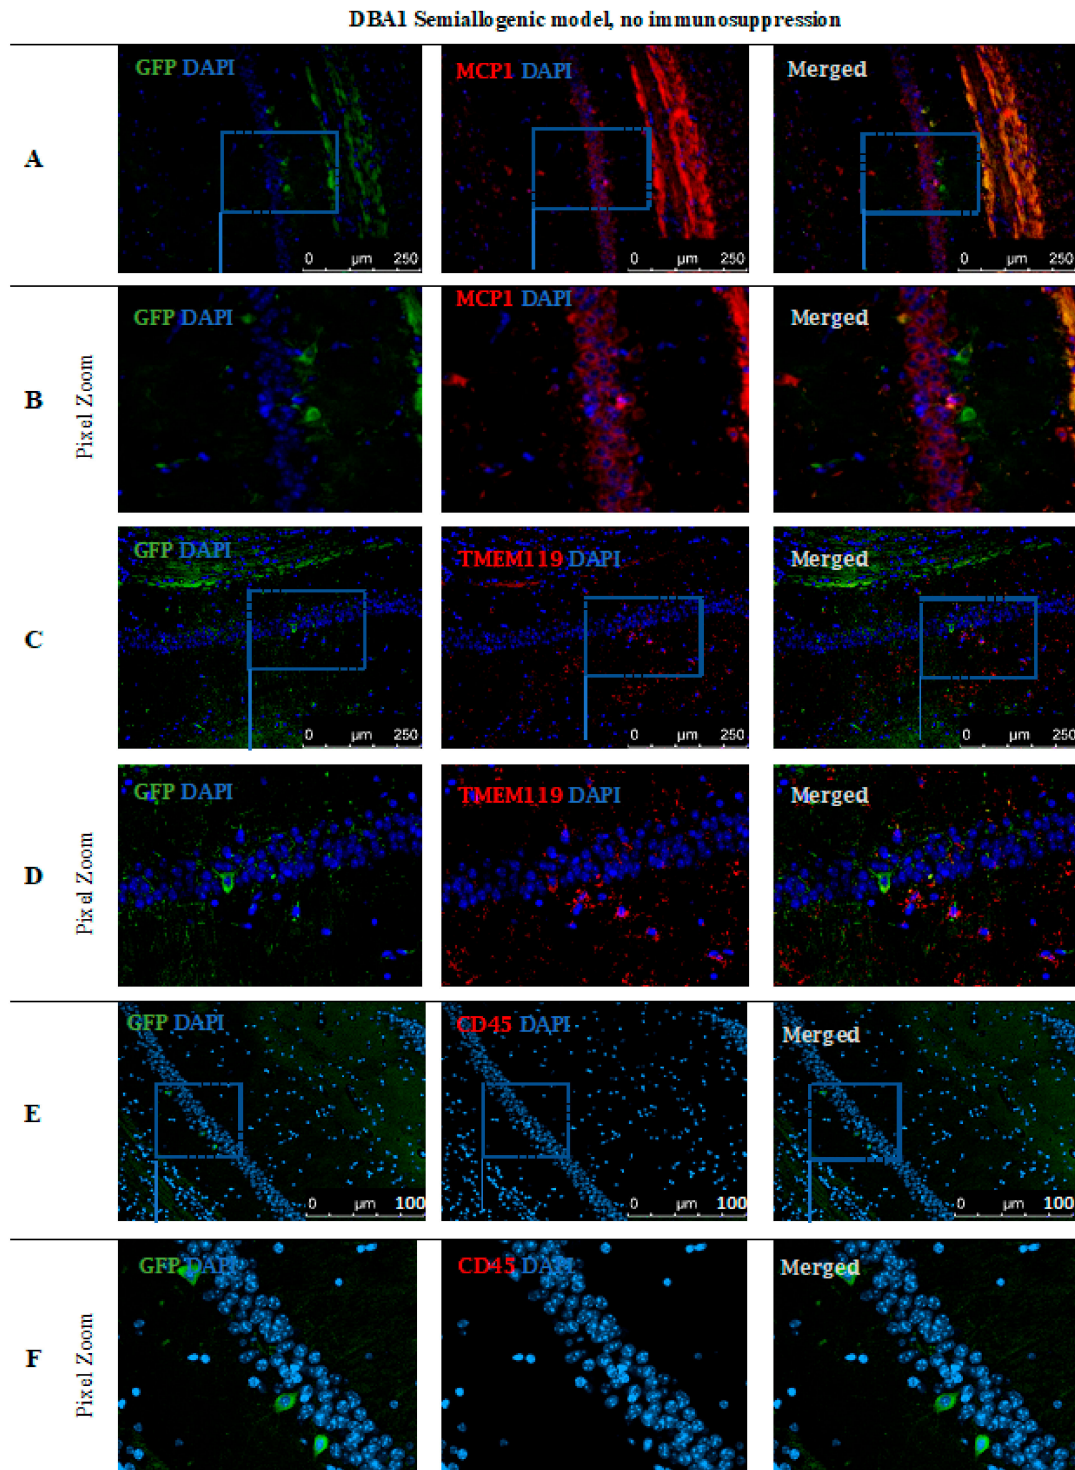 DBA1 Semiallogenic model, no immunosuppression
A
GFP DAPI
0 µm 250
MCP1 DAPI
0 µm 250
Merged
0 µm 250
B
Pixel Zoom
GFP DAPI
MCP1 DAPI
Merged
C
GFP DAPI
0 µm 250
TMEM119 DAPI
0 µm 250
Merged
0 µm 250
D
Pixel Zoom
GFP DAPI
TMEM119 DAPI
Merged
E
GFP DAPI
0 µm 100
CD45 DAPI
0 µm 100
Merged
0 µm 100
F
Pixel Zoom
GFP DAPI
CD45 DAPI
Merged